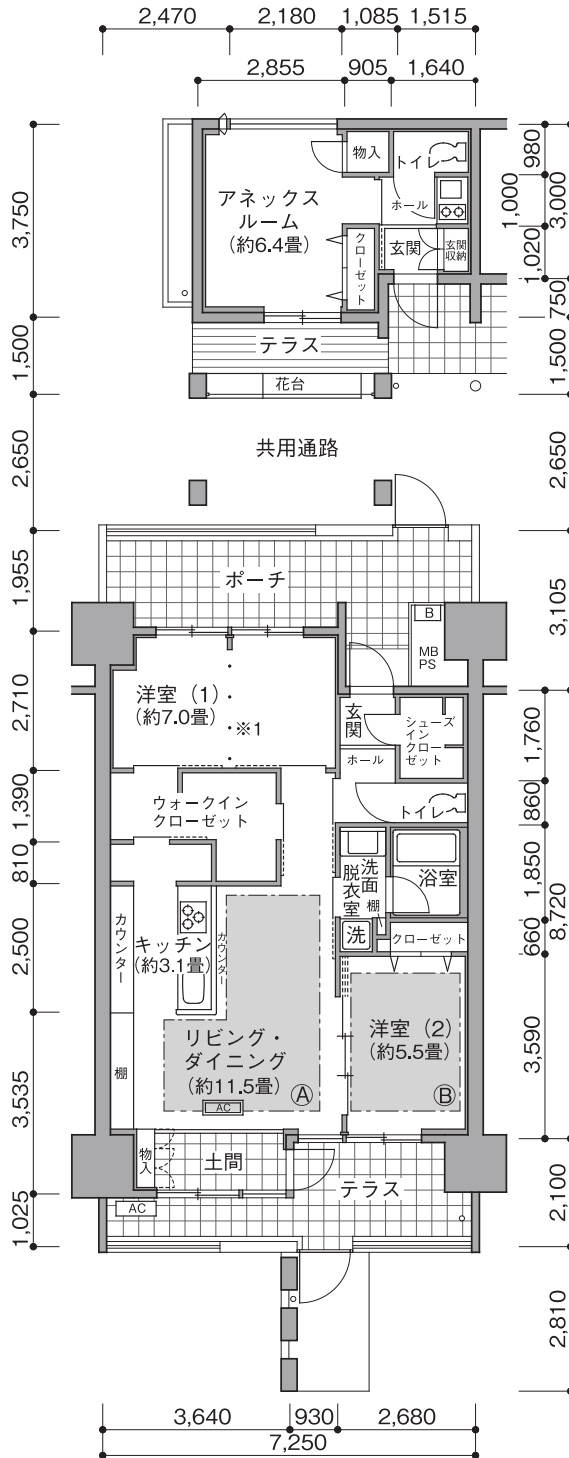 2,470 2,180 1,085 1,515
2,855 905 1,640
3,750
1,500
2,650
1,955
2,710
1,390
810
2,500
3,535
1,025
980
1,000
3,000
1,020
750
1,500
2,650
3,105
1,760
860
1,850
8,720
660
3,590
2,100
2,810
物入
トイレ
アネックス
ルーム
(約6.4畳)
ホール
クローゼット
玄関
玄関
収納
テラス
花台
共用通路
ポーチ
B
MB
PS
洋室(1)
(約7.0畳)
※1
玄関
シューズ
イン
クロー
ゼット
ホール
ウォークイン
クローゼット
トイレ
洗面
脱衣室
棚
浴室
洗
クローゼット
カウンター
キッチン
(約3.1畳)
カウンター
リビング・
ダイニング
(約11.5畳)
A
AC
洋室(2)
(約5.5畳)
B
棚
物入
土間
テラス
AC
3,640 930 2,680
7,250